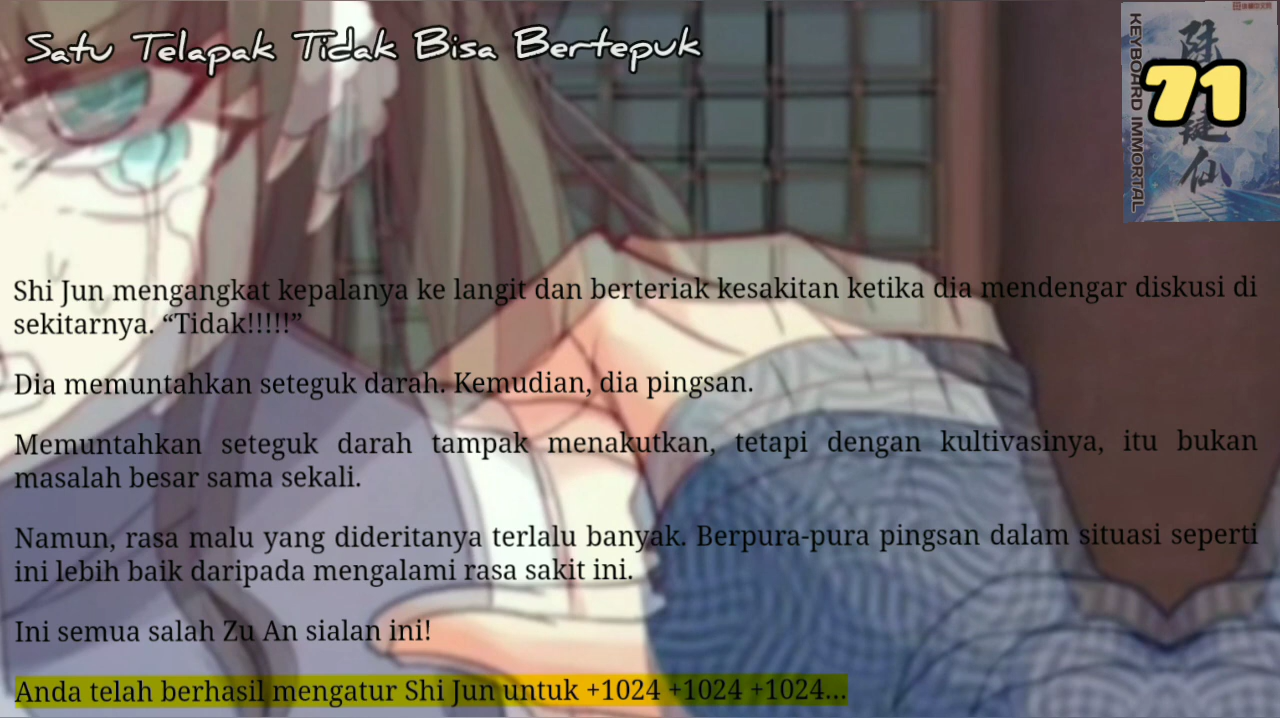 Satu Telapak Tidak Bisa Bertepuk
KEYBOARD IMMORTAL
71
仙
Shi Jun mengangkat kepalanya ke langit dan berteriak kesakitan ketika dia mendengar diskusi di
sekitarnya. “Tidak!!!!!”
Dia memuntahkan seteguk darah. Kemudian, dia pingsan.
Memuntahkan seteguk darah tampak menakutkan, tetapi dengan kultivasinya, itu bukan
masalah besar sama sekali.
Namun, rasa malu yang dideritanya terlalu banyak. Berpura-pura pingsan dalam situasi seperti
ini lebih baik daripada mengalami rasa sakit ini.
Ini semua salah Zu An sialan ini!
Anda telah berhasil mengatur Shi Jun untuk +1024 +1024 +1024...